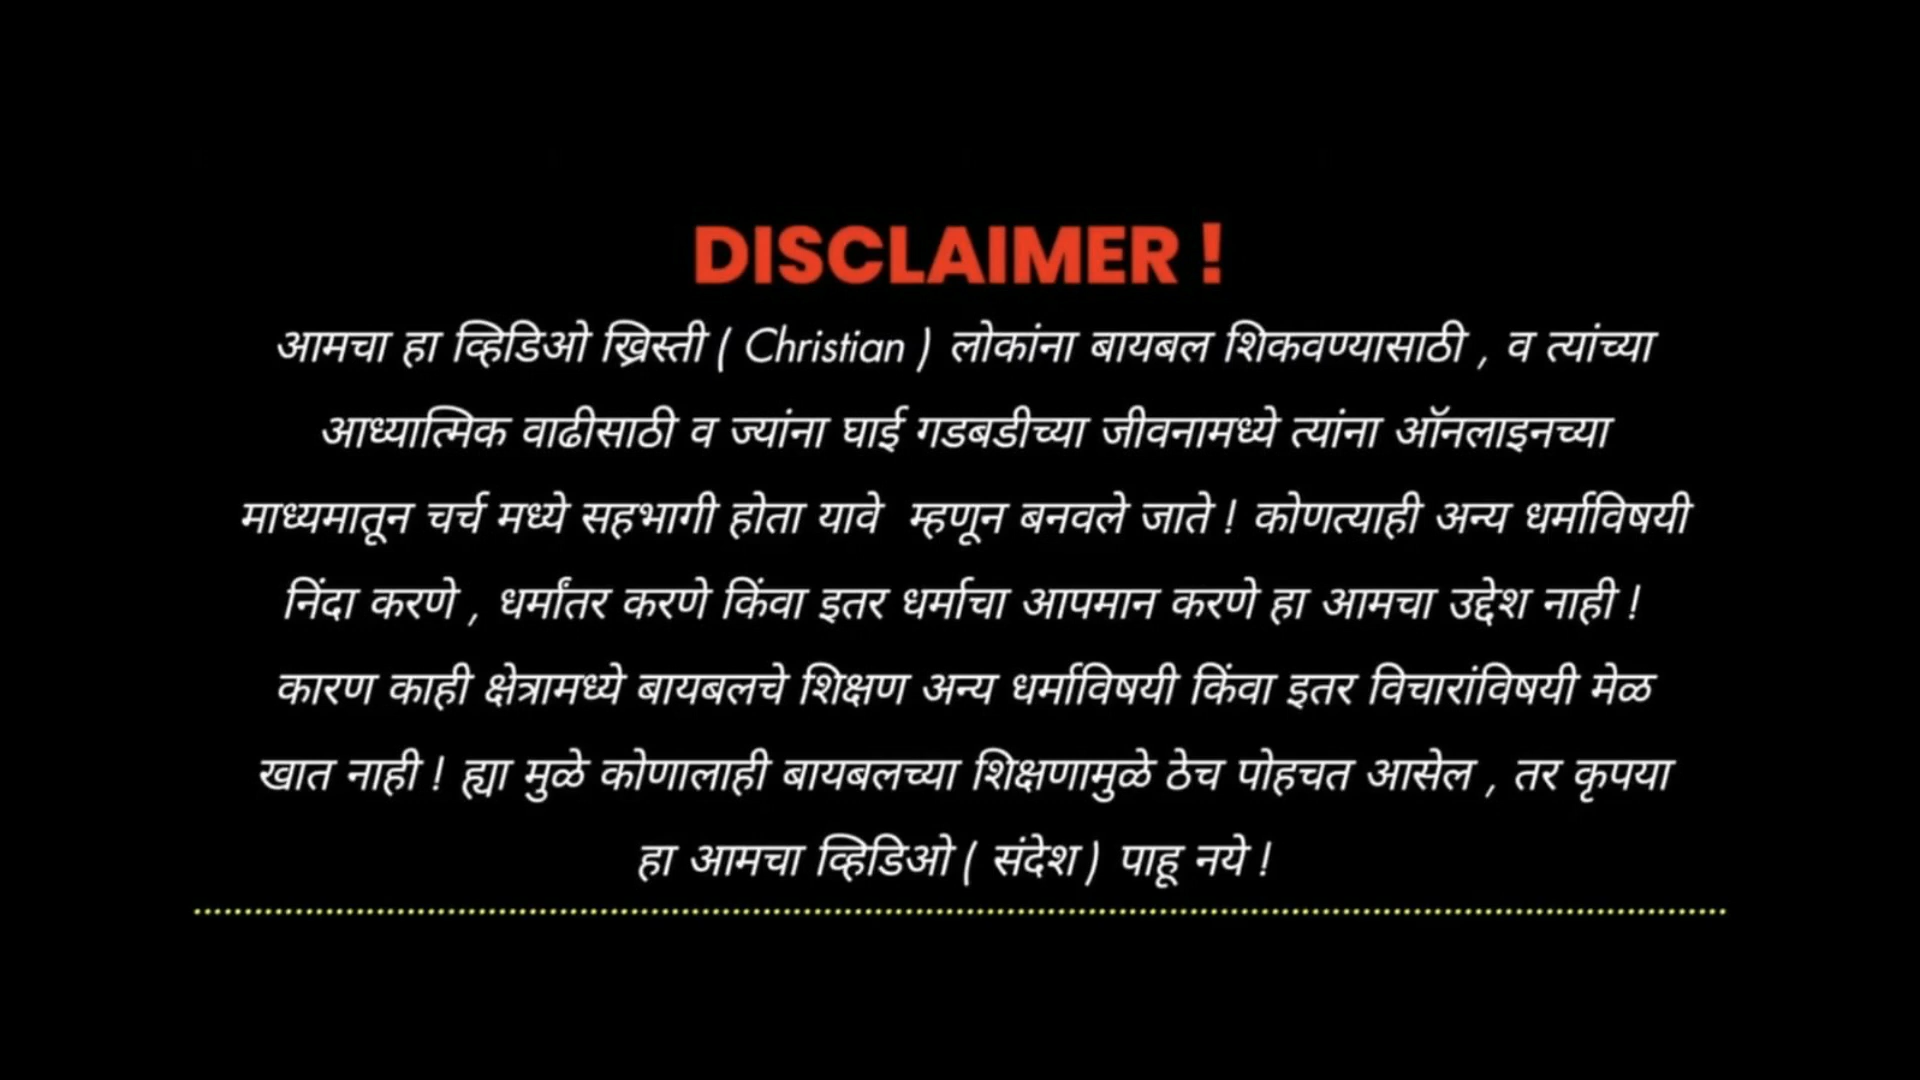 DISCLAIMER !
आमचा हा व्हिडिओ ख्रिस्ती ( Christian ) लोकांना बायबल शिकवण्यासाठी , व त्यांच्या
आध्यात्मिक वाढीसाठी व ज्यांना घाई गडबडीच्या जीवनामध्ये त्यांना ऑनलाइनच्या
माध्यमातून चर्च मध्ये सहभागी होता यावे म्हणून बनवले जाते ! कोणत्याही अन्य धर्माविषयी
निंदा करणे , धर्मांतर करणे किंवा इतर धर्माचा आपमान करणे हा आमचा उद्देश नाही !
कारण काही क्षेत्रामध्ये बायबलचे शिक्षण अन्य धर्माविषयी किंवा इतर विचारांविषयी मेळ
खात नाही ! ह्या मुळे कोणालाही बायबलच्या शिक्षणामुळे ठेच पोहचत आसेल , तर कृपया
हा आमचा व्हिडिओ ( संदेश ) पाहू नये !